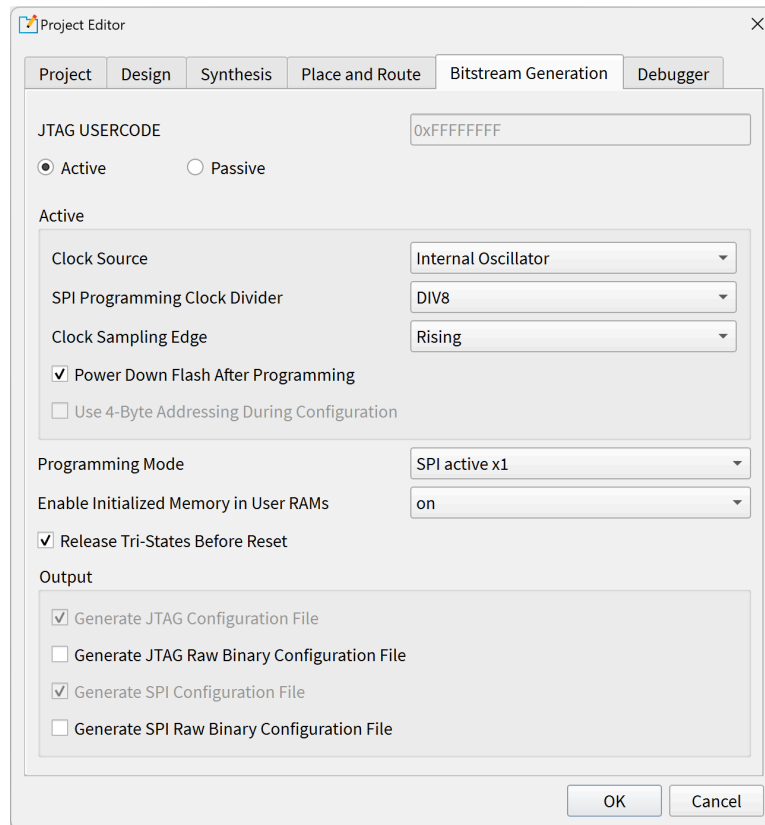 Project Editor
Project Design Synthesis Place and Route Bitstream Generation Debugger
JTAG USERCODE 0xFFFFFFFF
Active Passive
Active
Clock Source Internal Oscillator
SPI Programming Clock Divider DIV8
Clock Sampling Edge Rising
Power Down Flash After Programming
Use 4-Byte Addressing During Configuration
Programming Mode SPI active x1
Enable Initialized Memory in User RAMs on
Release Tri-States Before Reset
Output
Generate JTAG Configuration File
Generate JTAG Raw Binary Configuration File
Generate SPI Configuration File
Generate SPI Raw Binary Configuration File
OK Cancel